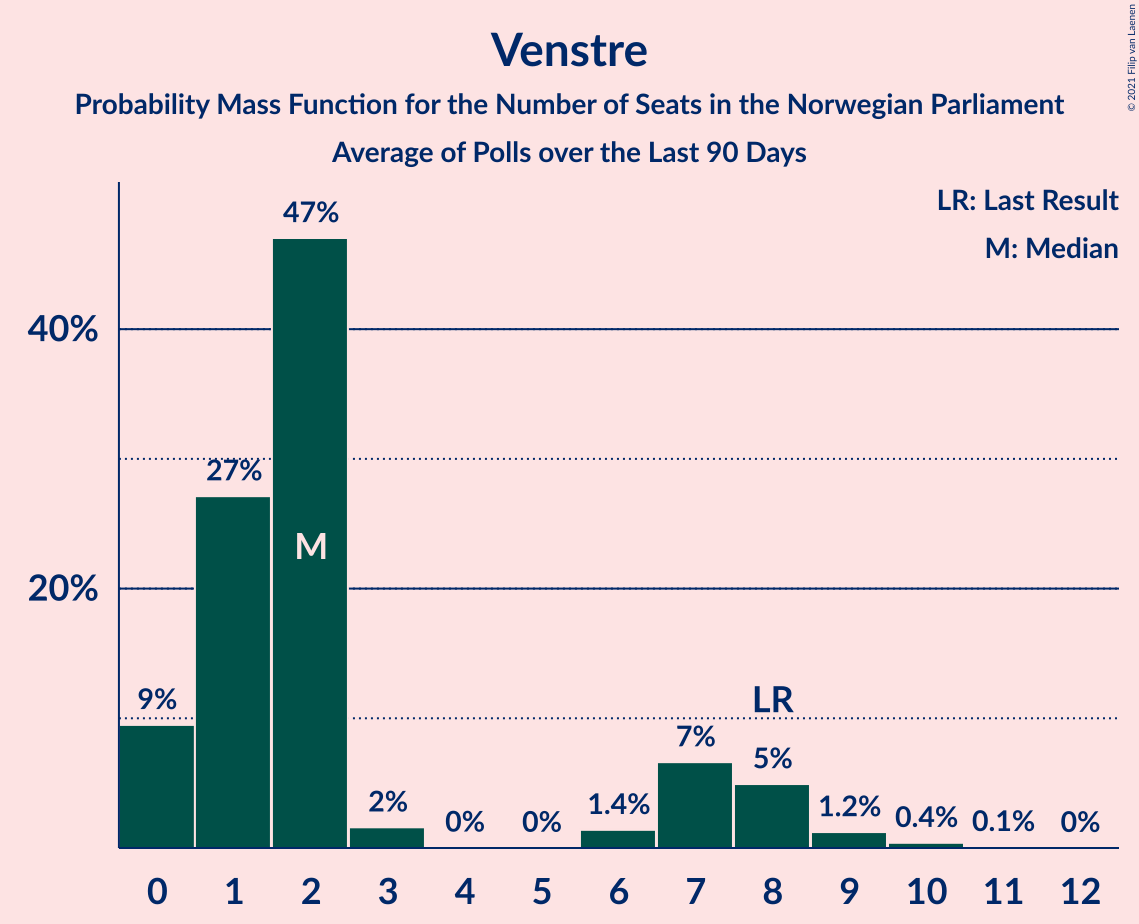 Venstre
Probability Mass Function for the Number of Seats in the Norwegian Parliament
Average of Polls over the Last 90 Days
© 2021 Filip van Laenen
LR: Last Result
M: Median
47%
40%
27%
M
20%
9%
LR
7%
5%
2%
0%
0%
1.4%
1.2%
0.4%
0.1%
0%
0 1 2 3 4 5 6 7 8 9 10 11 12